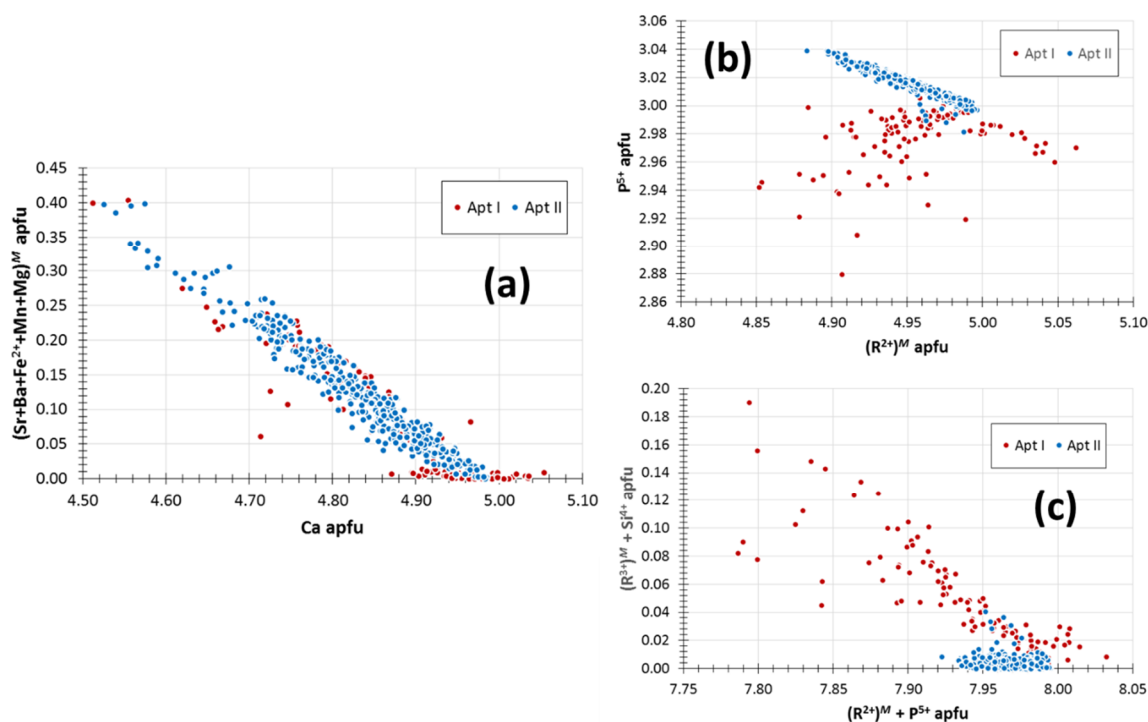 (a)
(Sr+Ba+Fe²⁺+Mn+Mg)ᴹ apfu
0.45
0.40
0.35
0.30
0.25
0.20
0.15
0.10
0.05
0.00
4.50 4.60 4.70 4.80 4.90 5.00 5.10
Ca apfu
Apt I Apt II
(b)
P⁵⁺ apfu
3.06
3.04
3.02
3.00
2.98
2.96
2.94
2.92
2.90
2.88
2.86
4.80 4.85 4.90 4.95 5.00 5.05 5.10
(R²⁺)ᴹ apfu
Apt I Apt II
(c)
(R³⁺)ᴹ + Si⁴⁺ apfu
0.20
0.18
0.16
0.14
0.12
0.10
0.08
0.06
0.04
0.02
0.00
7.75 7.80 7.85 7.90 7.95 8.00 8.05
(R²⁺)ᴹ + P⁵⁺ apfu
Apt I Apt II